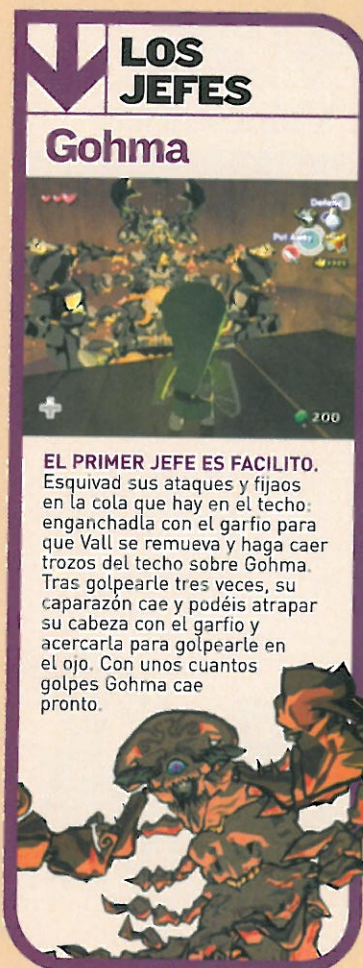 LOS
JEFES
Gohma
Defend
Put Away
200
EL PRIMER JEFE ES FACILITO.
Esquivad sus ataques y fijaos
en la cola que hay en el techo:
enganchadla con el garfio para
que Vall se remueva y haga caer
trozos del techo sobre Gohma.
Tras golpearle tres veces, su
caparazón cae y podéis atrapar
su cabeza con el garfio y
acercarla para golpearle en
el ojo. Con unos cuantos
golpes Gohma cae
pronto.